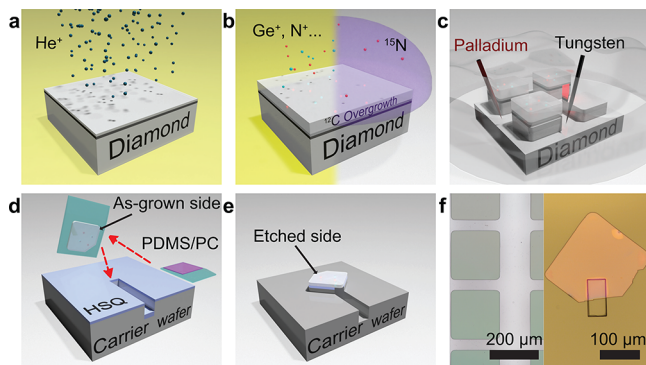 a
He⁺
Diamond
b
Ge⁺, N⁺...
¹⁵N
¹²C Overgrowth
Diamond
c
Palladium
Tungsten
Diamond
d
As-grown side
PDMS/PC
HSQ
Carrier wafer
e
Etched side
Carrier wafer
f
200 μm
100 μm